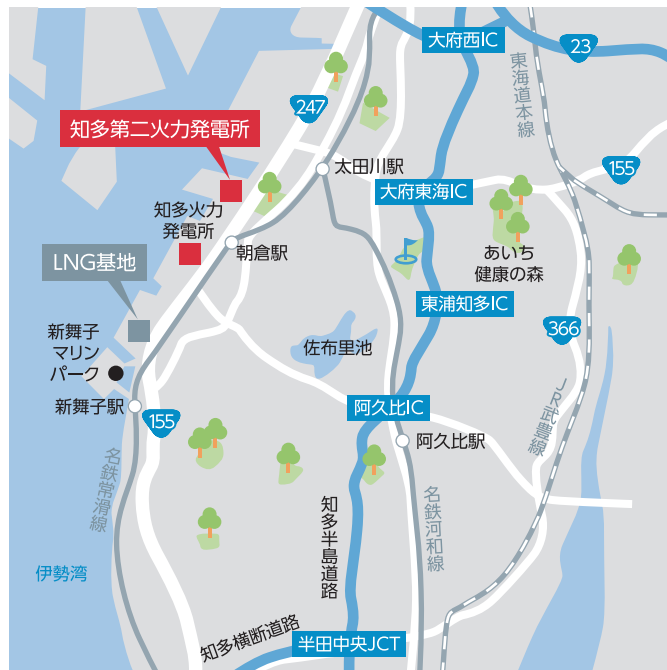 大府西IC
23
東海道本線
247
知多第二火力発電所
太田川駅
155
大府東海IC
知多火力
発電所
朝倉駅
あいち
健康の森
LNG基地
東浦知多IC
366
新舞子
マリン
パーク
佐布里池
新舞子駅
155
阿久比IC
阿久比駅
JR武豊線
名鉄常滑線
知多半島道路
名鉄河和線
伊勢湾
知多横断道路
半田中央JCT